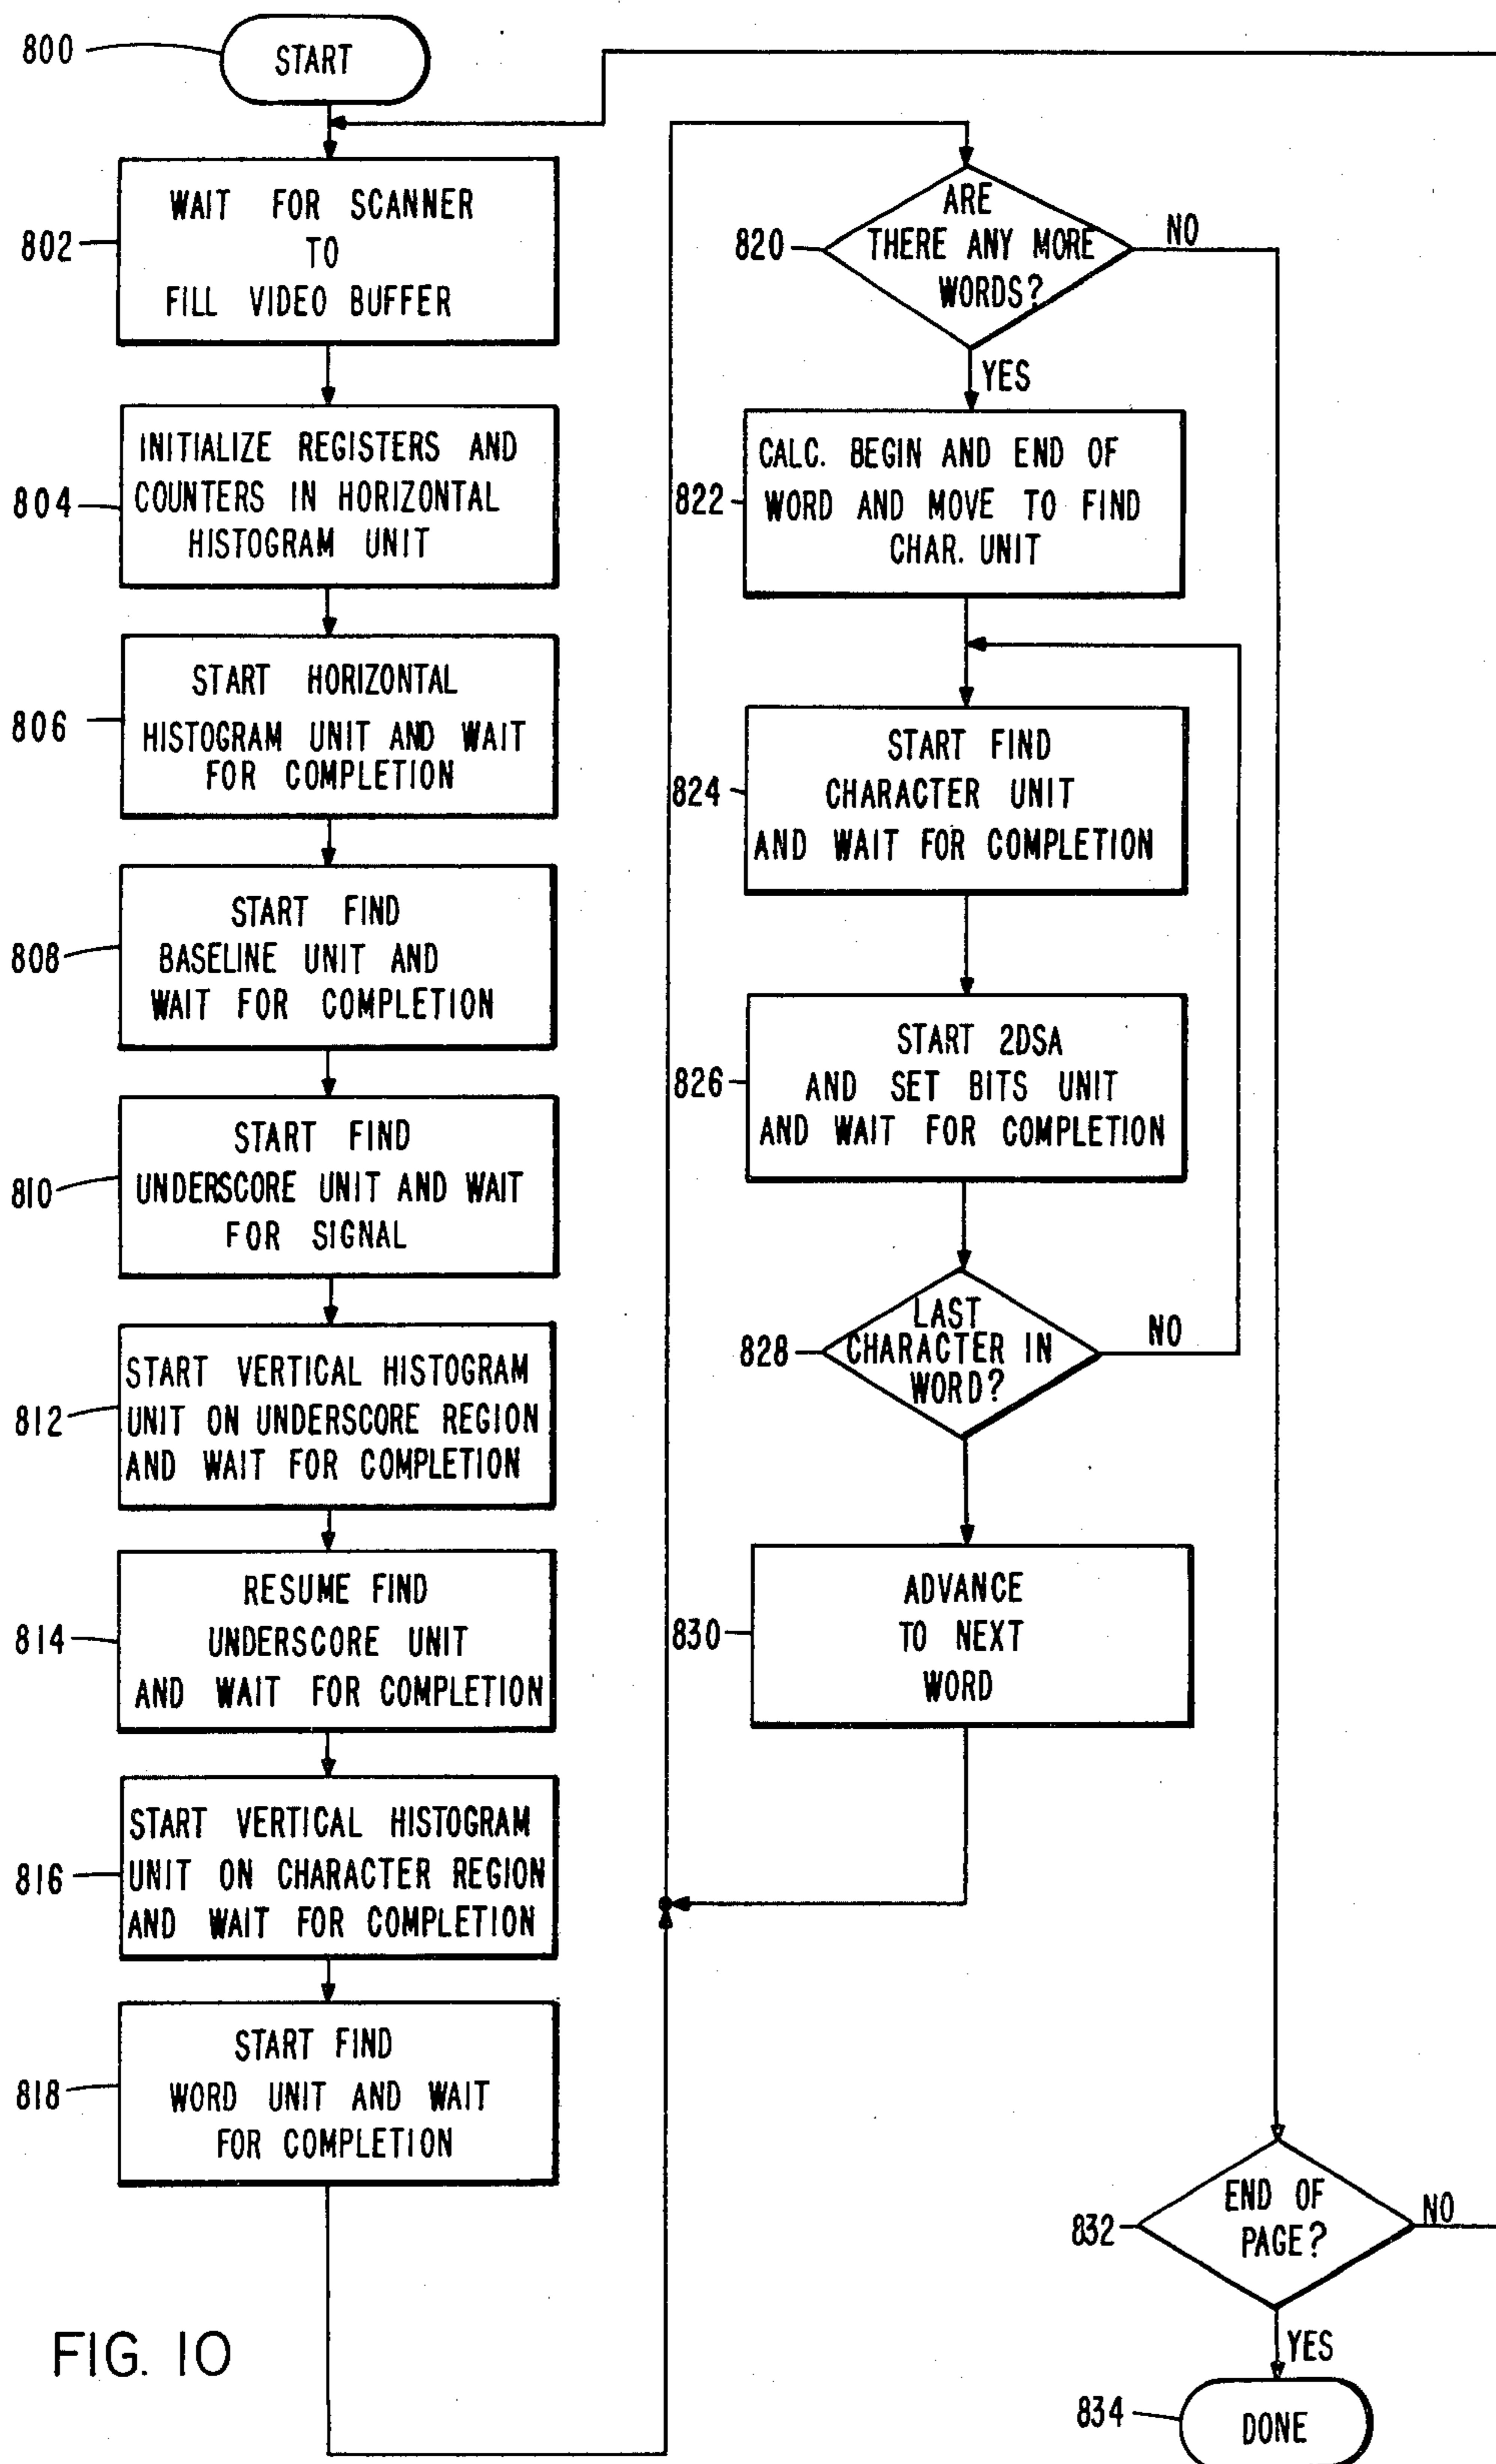 800
START
802
WAIT FOR SCANNER
TO
FILL VIDEO BUFFER
804
INITIALIZE REGISTERS AND
COUNTERS IN HORIZONTAL
HISTOGRAM UNIT
806
START HORIZONTAL
HISTOGRAM UNIT AND WAIT
FOR COMPLETION
808
START FIND
BASELINE UNIT AND
WAIT FOR COMPLETION
810
START FIND
UNDERSCORE UNIT AND WAIT
FOR SIGNAL
812
START VERTICAL HISTOGRAM
UNIT ON UNDERSCORE REGION
AND WAIT FOR COMPLETION
814
RESUME FIND
UNDERSCORE UNIT
AND WAIT FOR COMPLETION
816
START VERTICAL HISTOGRAM
UNIT ON CHARACTER REGION
AND WAIT FOR COMPLETION
818
START FIND
WORD UNIT AND WAIT
FOR COMPLETION
820
ARE
THERE ANY MORE
WORDS?
NO
YES
822
CALC. BEGIN AND END OF
WORD AND MOVE TO FIND
CHAR. UNIT
824
START FIND
CHARACTER UNIT
AND WAIT FOR COMPLETION
826
START 2DSA
AND SET BITS UNIT
AND WAIT FOR COMPLETION
828
LAST
CHARACTER IN
WORD?
NO
830
ADVANCE
TO NEXT
WORD
832
END OF
PAGE?
NO
YES
834
DONE
FIG. 10